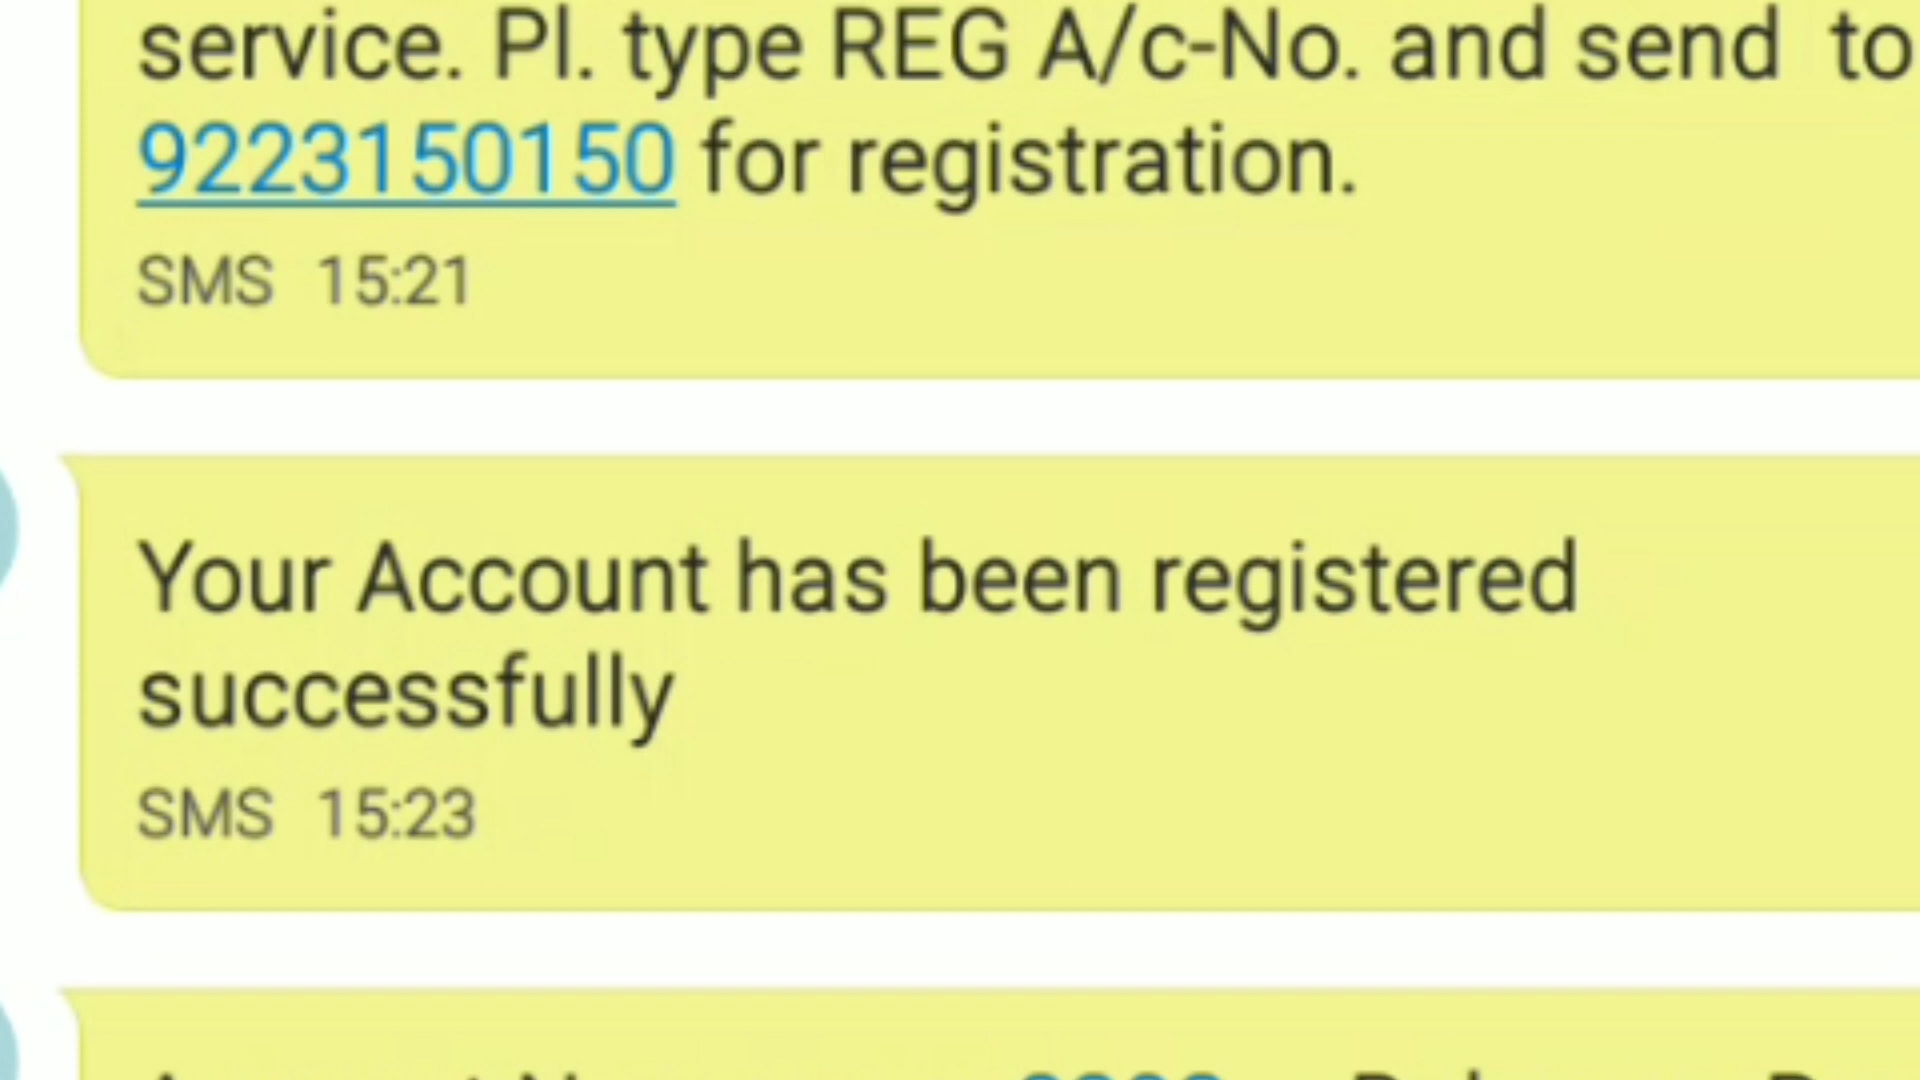 service. Pl. type REG A/c-No. and send  to
9223150150 for registration.
SMS  15:21
Your Account has been registered
successfully
SMS  15:23